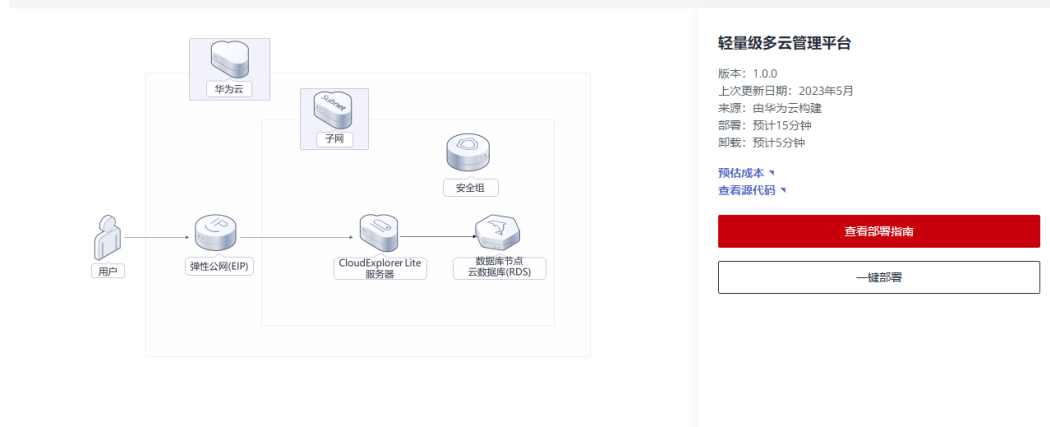 华为云
Subnet
子网
安全组
用户
IP
弹性公网(EIP)
CloudExplorer Lite
服务器
数据库节点
云数据库(RDS)
轻量级多云管理平台
版本：1.0.0
上次更新日期：2023年5月
来源：由华为云构建
部署：预计15分钟
卸载：预计5分钟
预估成本
查看源代码
查看部署指南
一键部署